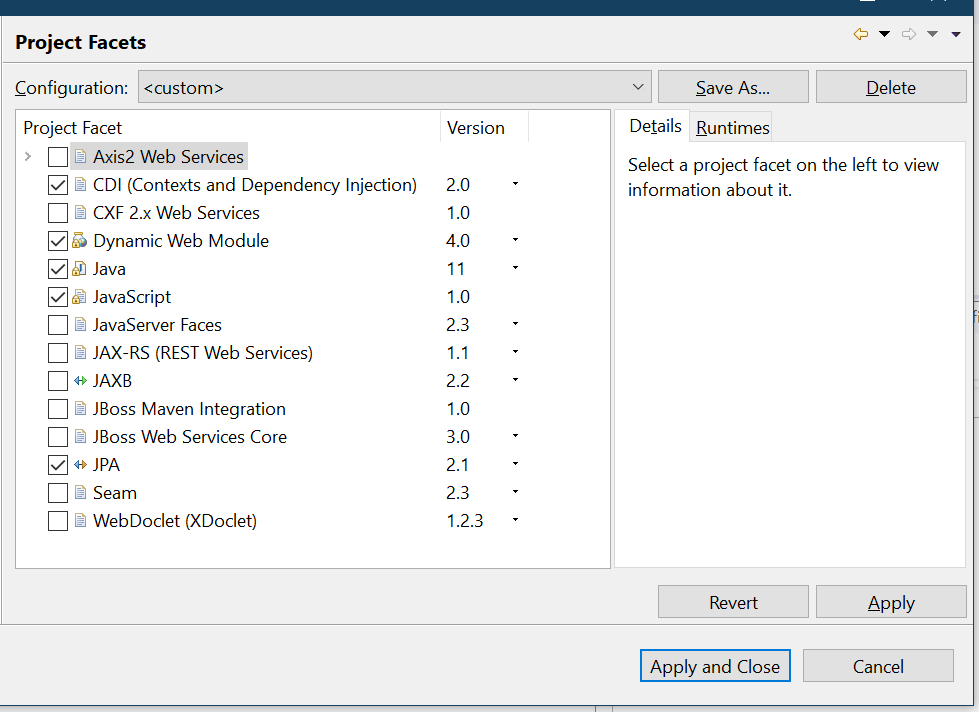 Project Facets
Configuration: <custom> Save As... Delete
Project Facet Version Details Runtimes
Axis2 Web Services
Select a project facet on the left to view
information about it.
CDI (Contexts and Dependency Injection) 2.0
CXF 2.x Web Services 1.0
Dynamic Web Module 4.0
Java 11
JavaScript 1.0
JavaServer Faces 2.3
JAX-RS (REST Web Services) 1.1
JAXB 2.2
JBoss Maven Integration 1.0
JBoss Web Services Core 3.0
JPA 2.1
Seam 2.3
WebDoclet (XDoclet) 1.2.3
Revert Apply
Apply and Close Cancel